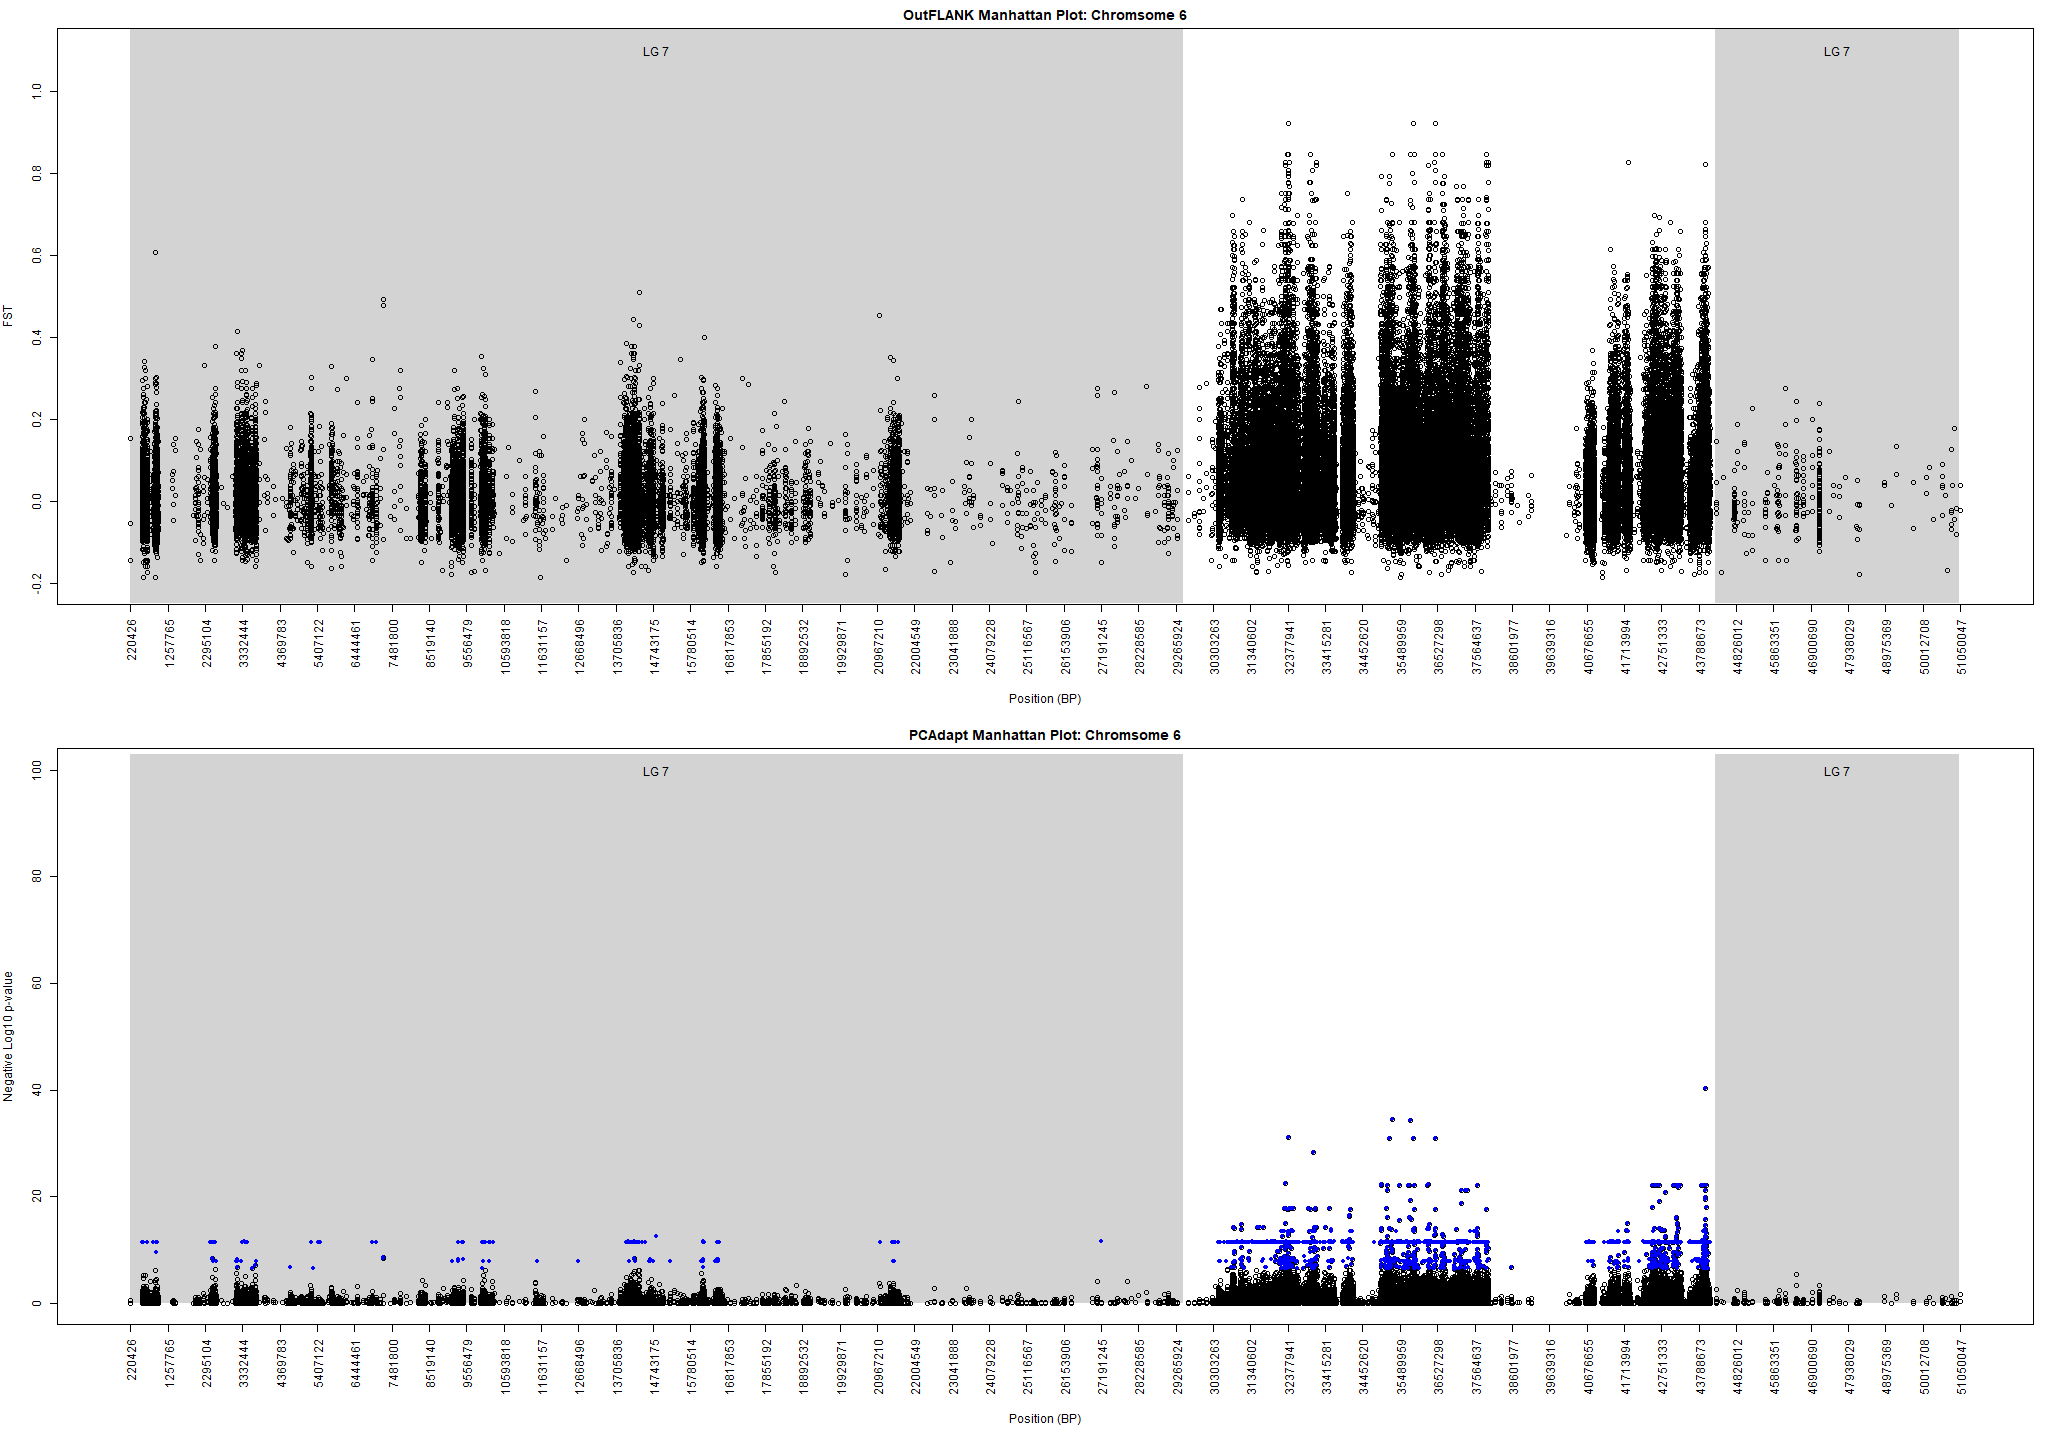 OutFLANK Manhattan Plot: Chromsome 6
LG 7 LG 7
FST
1.0
0.8
0.6
0.4
0.2
0.0
-0.2
220426 1257765 2295104 3332444 4369783 5407122 6444461 7481800 8519140 9556479 10593818 11631157 12668496 13705836 14743175 15780514 16817853 17855192 18892532 19929871 20967210 22004549 23041888 24079228 25116567 26153906 27191245 28228585 29265924 30303263 31340602 32377941 33415281 34452620 35489959 36527298 37564637 38601977 39639316 40676655 41713994 42751333 43788673 44826012 45863351 46900690 47938029 48975369 50012708 51050047
Position (BP)
PCAdapt Manhattan Plot: Chromsome 6
LG 7 LG 7
Negative Log10 p-value
100
80
60
40
20
0
220426 1257765 2295104 3332444 4369783 5407122 6444461 7481800 8519140 9556479 10593818 11631157 12668496 13705836 14743175 15780514 16817853 17855192 18892532 19929871 20967210 22004549 23041888 24079228 25116567 26153906 27191245 28228585 29265924 30303263 31340602 32377941 33415281 34452620 35489959 36527298 37564637 38601977 39639316 40676655 41713994 42751333 43788673 44826012 45863351 46900690 47938029 48975369 50012708 51050047
Position (BP)